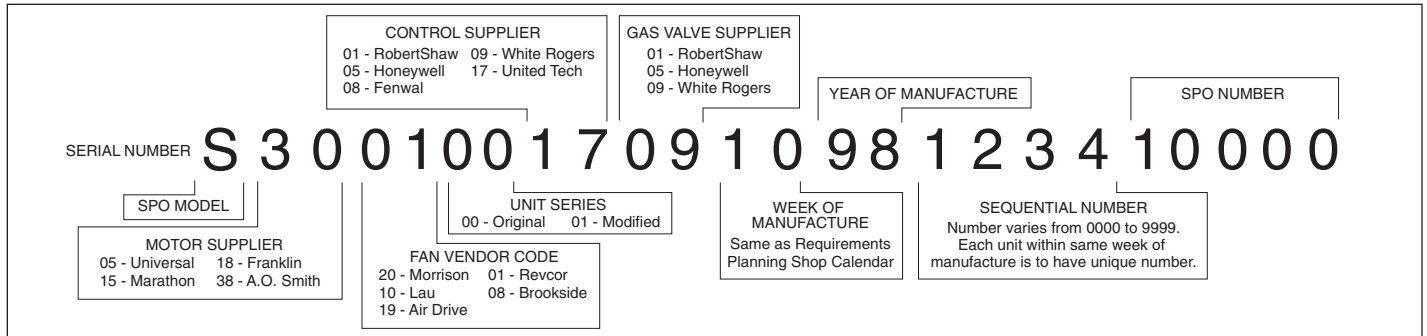 CONTROL SUPPLIER
01 - RobertShaw 09 - White Rogers
05 - Honeywell 17 - United Tech
08 - Fenwal
GAS VALVE SUPPLIER
01 - RobertShaw
05 - Honeywell
09 - White Rogers
YEAR OF MANUFACTURE
SPO NUMBER
SERIAL NUMBER S 3 0 0 1 0 0 1 7 0 9 1 0 9 8 1 2 3 4 1 0 0 0 0
SPO MODEL
MOTOR SUPPLIER
05 - Universal 18 - Franklin
15 - Marathon 38 - A.O. Smith
UNIT SERIES
00 - Original 01 - Modified
FAN VENDOR CODE
20 - Morrison 01 - Revcor
10 - Lau 08 - Brookside
19 - Air Drive
WEEK OF
MANUFACTURE
Same as Requirements
Planning Shop Calendar
SEQUENTIAL NUMBER
Number varies from 0000 to 9999.
Each unit within same week of
manufacture is to have unique number.